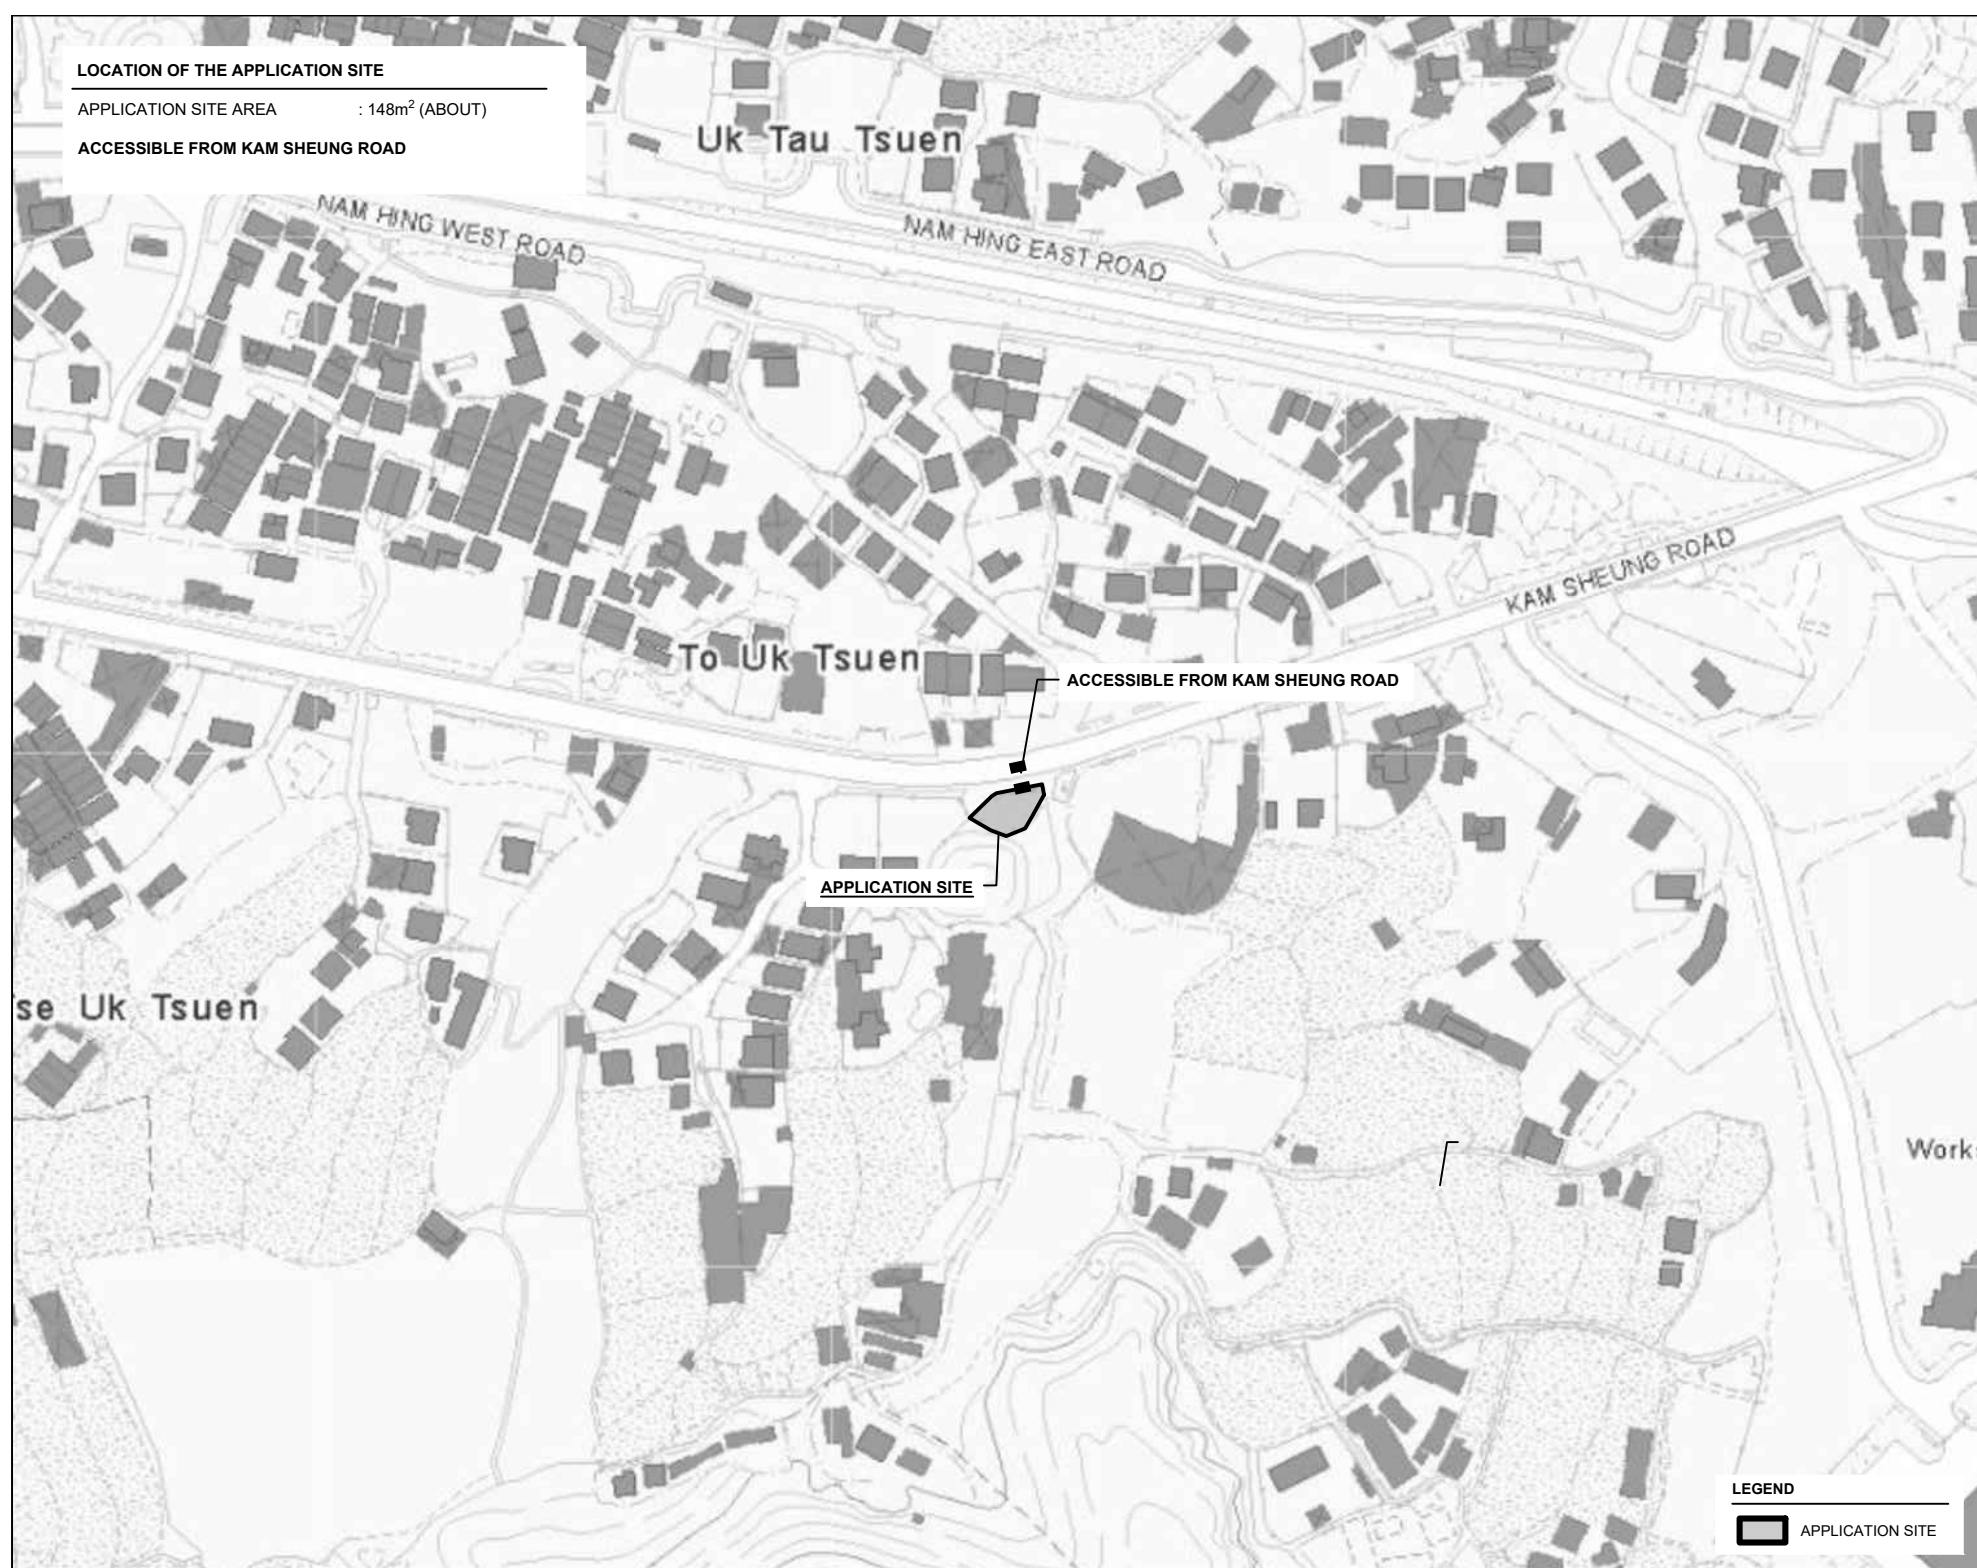 LOCATION OF THE APPLICATION SITE
APPLICATION SITE AREA : 148m² (ABOUT)
ACCESSIBLE FROM KAM SHEUNG ROAD
Uk Tau Tsuen
NAM HING WEST ROAD
NAM HING EAST ROAD
KAM SHEUNG ROAD
To Uk Tsuen
ACCESSIBLE FROM KAM SHEUNG ROAD
APPLICATION SITE
se Uk Tsuen
Work
LEGEND
APPLICATION SITE